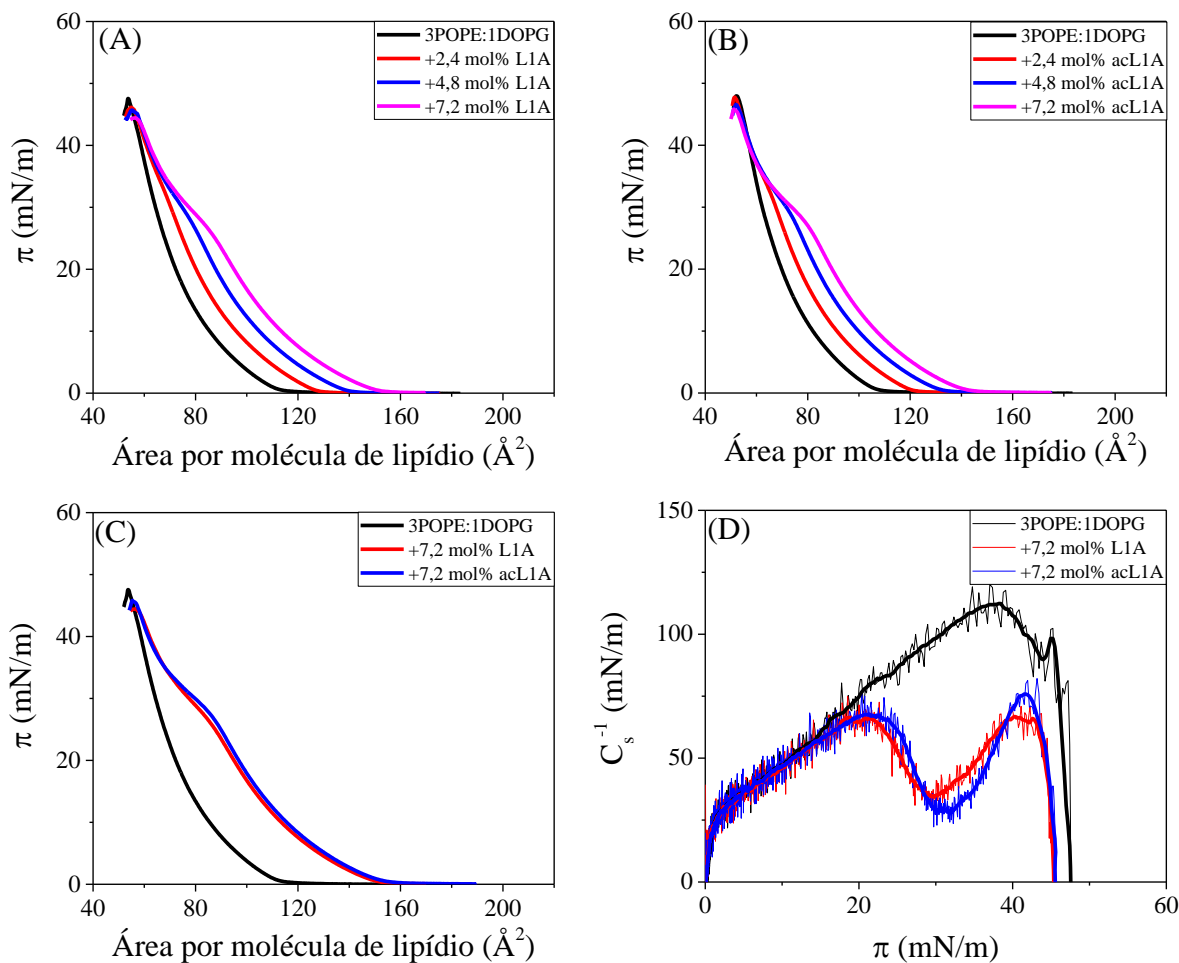 (A)
3POPE:1DOPG
+2,4 mol% L1A
+4,8 mol% L1A
+7,2 mol% L1A
60
40
20
0
π (mN/m)
40 80 120 160 200
Área por molécula de lipídio (Å²)
(B)
3POPE:1DOPG
+2,4 mol% acL1A
+4,8 mol% acL1A
+7,2 mol% acL1A
60
40
20
0
π (mN/m)
40 80 120 160 200
Área por molécula de lipídio (Å²)
(C)
3POPE:1DOPG
+7,2 mol% L1A
+7,2 mol% acL1A
60
40
20
0
π (mN/m)
40 80 120 160 200
Área por molécula de lipídio (Å²)
(D)
3POPE:1DOPG
+7,2 mol% L1A
+7,2 mol% acL1A
150
100
50
0
Cₛ⁻¹ (mN/m)
0 20 40 60
π (mN/m)